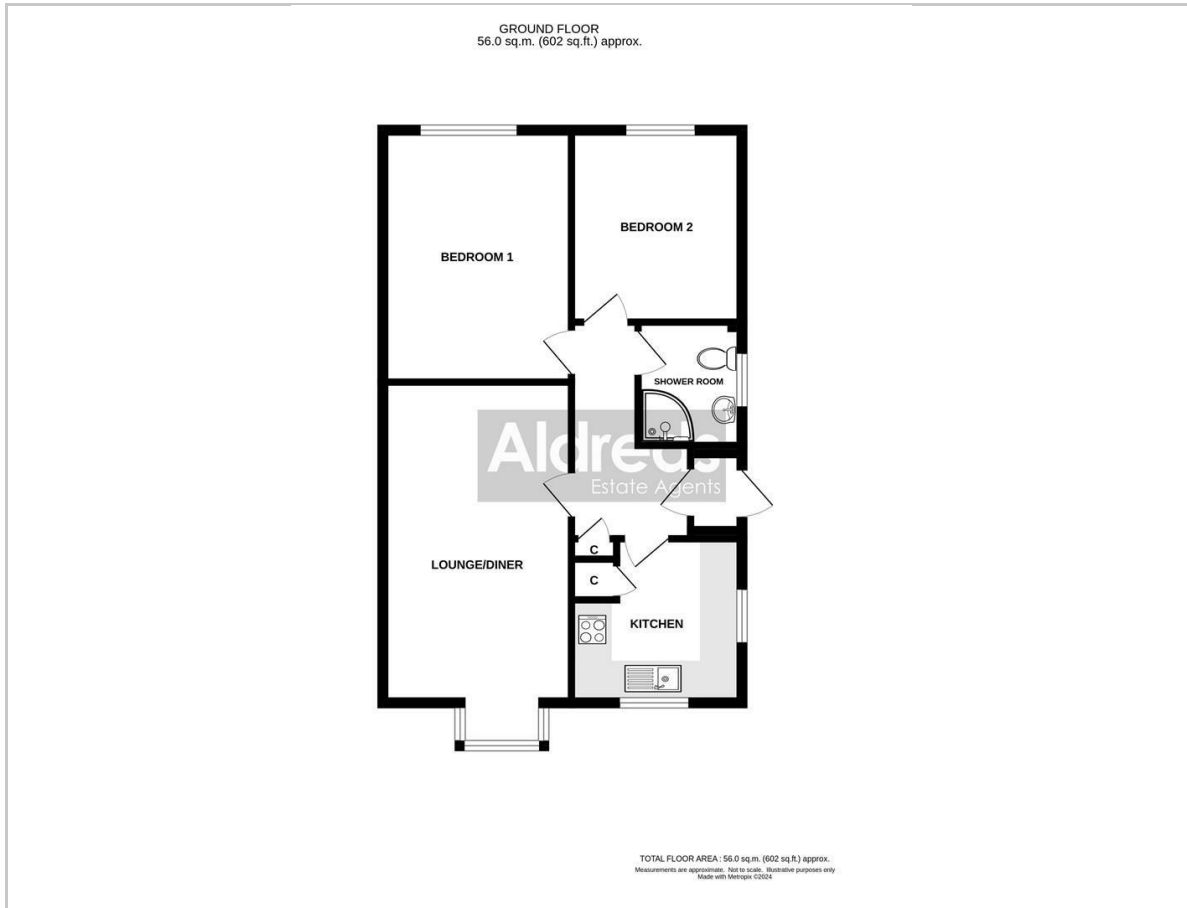 GROUND FLOOR
56.0 sq.m. (602 sq.ft.) approx.
BEDROOM 1
BEDROOM 2
SHOWER ROOM
Aldreds
Estate Agents
C
LOUNGE/DINER
C
KITCHEN
TOTAL FLOOR AREA : 56.0 sq.m. (602 sq.ft.) approx.
Measurements are approximate. Not to scale. Illustrative purposes only
Made with Metropix ©2024